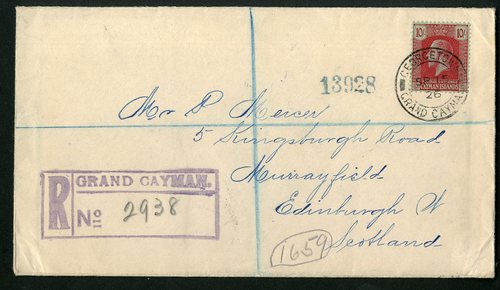 10/- 10/-
CAYMAN ISLANDS
GEORGETOWN
26
GRAND CAYMAN
13928
Mr P Mercer
5 Kingsburgh Road
Murrayfield
Edinburgh W
Scotland
R GRAND CAYMAN.
No 2938
1659